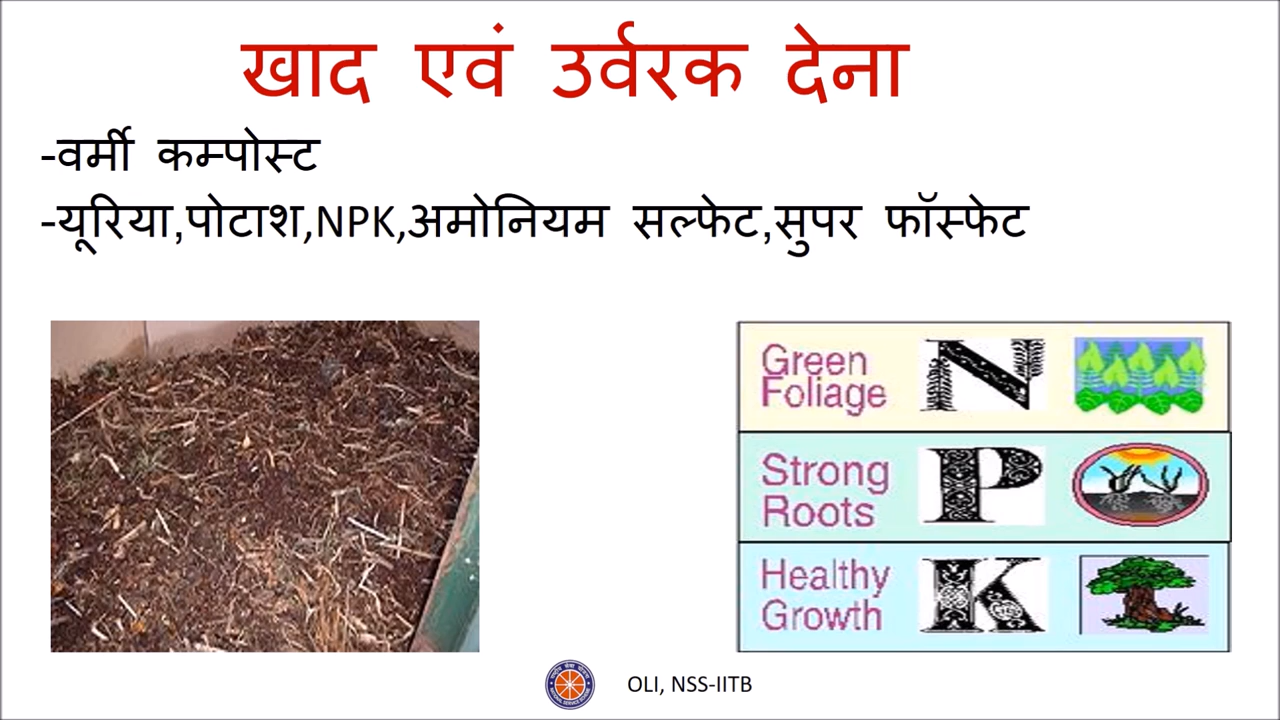 खाद एवं उर्वरक देना
-वर्मी कम्पोस्ट
-यूरिया,पोटाश,NPK,अमोनियम सल्फेट,सुपर फॉस्फेट
Green
Foliage
N
Strong
Roots
P
Healthy
Growth
K
OLI, NSS-IITB